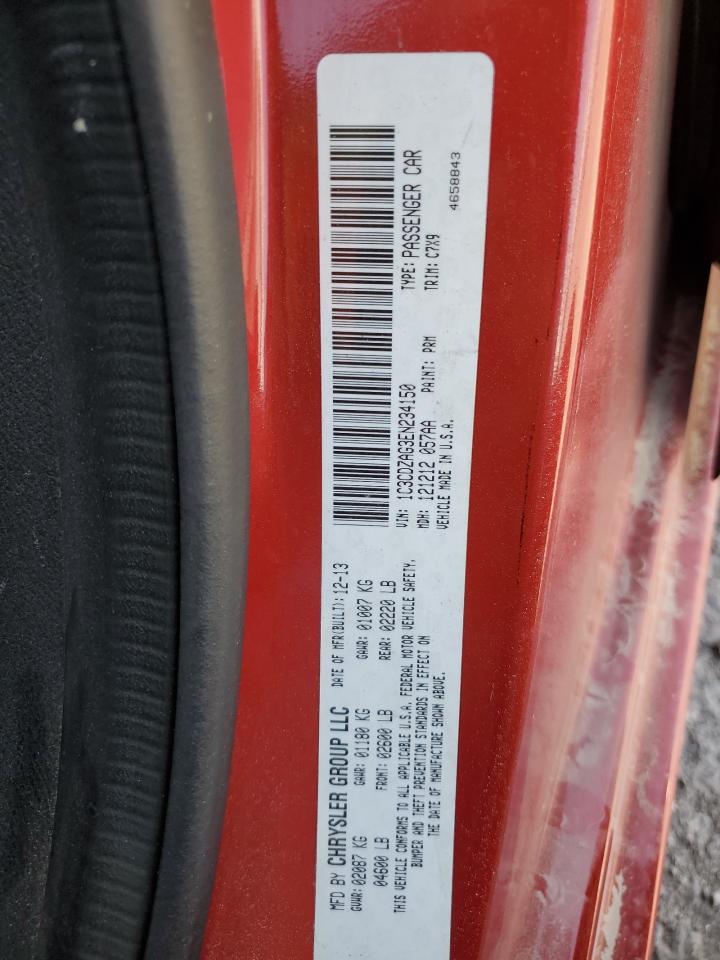 MFD BY CHRYSLER GROUP LLC DATE OF MFR(BUILT): 12-13
GVWR: 02087 KG GAWR: 01180 KG GAWR: 01007 KG
04600 LB FRONT: 02600 LB REAR: 02220 LB
THIS VEHICLE CONFORMS TO ALL APPLICABLE U.S.A. FEDERAL MOTOR VEHICLE SAFETY,
BUMPER AND THEFT PREVENTION STANDARDS IN EFFECT ON
THE DATE OF MANUFACTURE SHOWN ABOVE.
VIN: 1C3CDZAG3EN234150 TYPE: PASSENGER CAR
MDH: 121212 057AA PAINT: PRM TRIM: C7X9
VEHICLE MADE IN U.S.A.
4658843